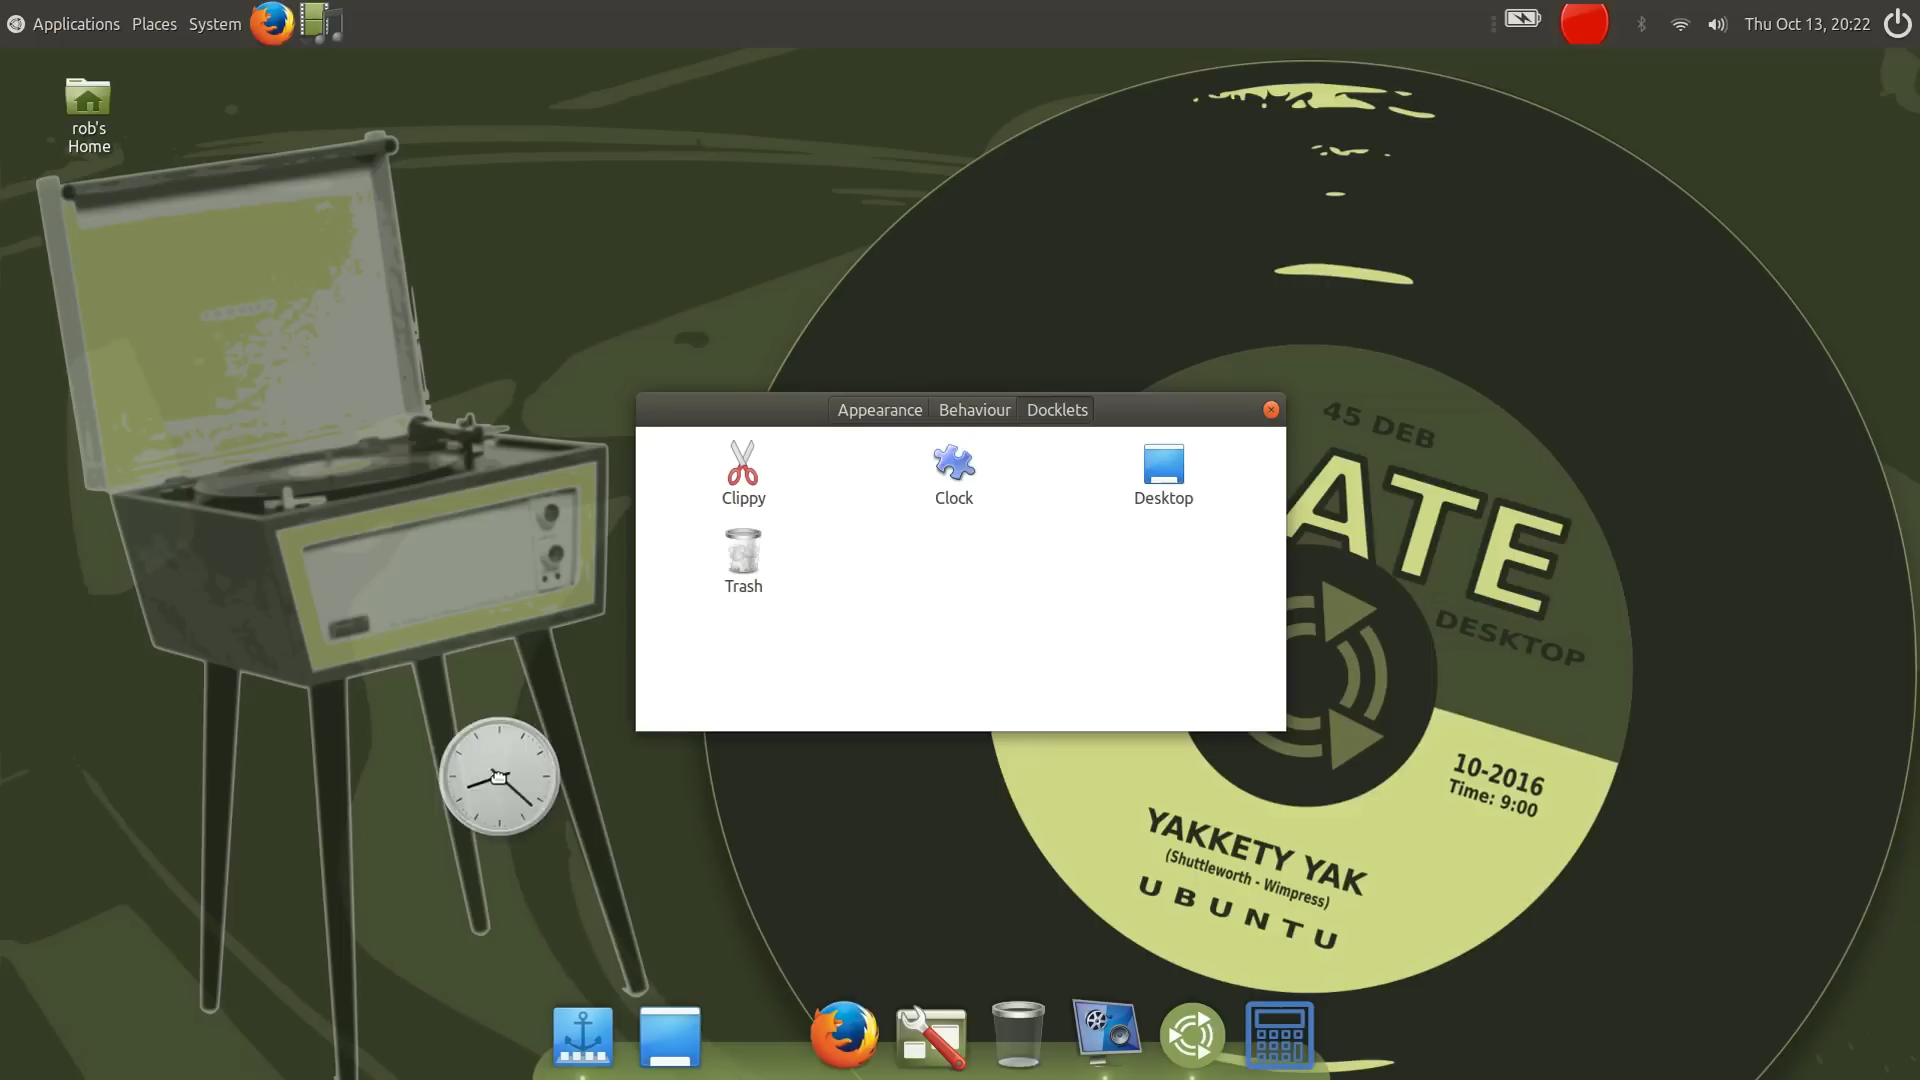 Applications Places System
Thu Oct 13, 20:22
rob's
Home
Appearance Behaviour Docklets
Clippy Clock Desktop
Trash
45 DEB
ATE
DESKTOP
10-2016
Time: 9:00
YAKKETY YAK
(Shuttleworth - Wimpress)
UBUNTU